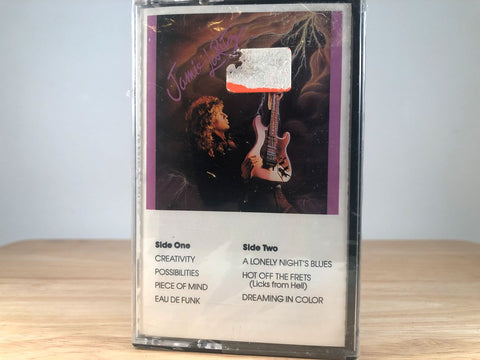 Jamie
Side One
CREATIVITY
POSSIBILITIES
PIECE OF MIND
EAU DE FUNK
Side Two
A LONELY NIGHT'S BLUES
HOT OFF THE FRETS
(Licks from Hell)
DREAMING IN COLOR